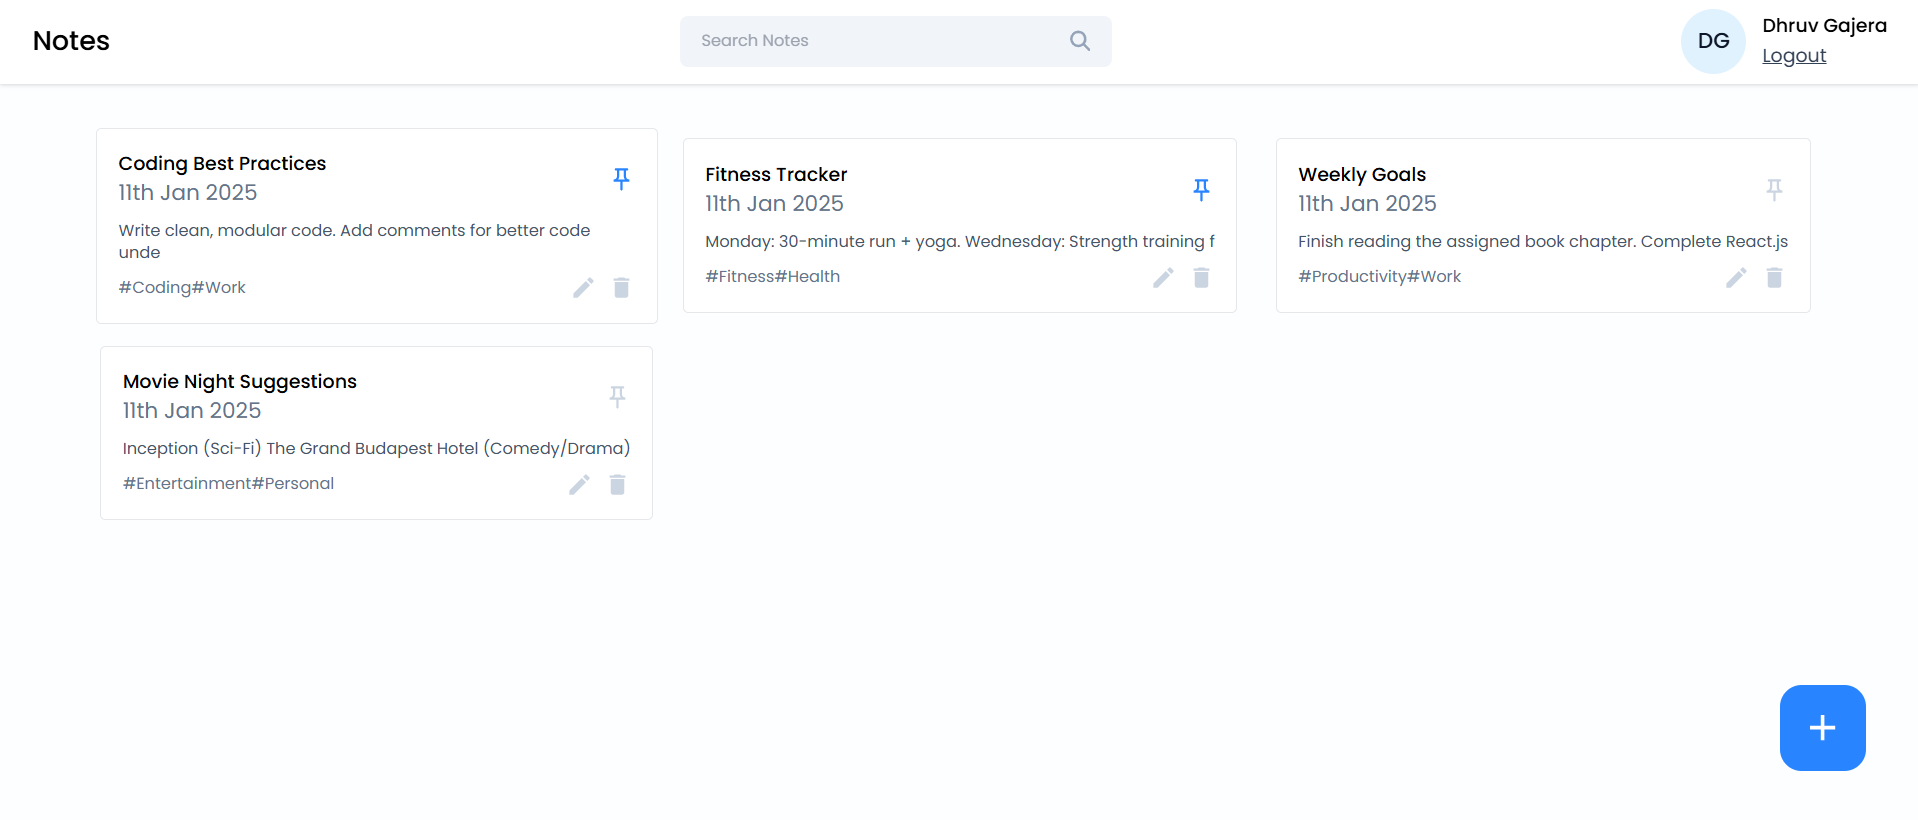 Notes
Search Notes
DG
Dhruv Gajera
Logout
Coding Best Practices
11th Jan 2025
Write clean, modular code. Add comments for better code
unde
#Coding#Work
Fitness Tracker
11th Jan 2025
Monday: 30-minute run + yoga. Wednesday: Strength training f
#Fitness#Health
Weekly Goals
11th Jan 2025
Finish reading the assigned book chapter. Complete React.js
#Productivity#Work
Movie Night Suggestions
11th Jan 2025
Inception (Sci-Fi) The Grand Budapest Hotel (Comedy/Drama)
#Entertainment#Personal